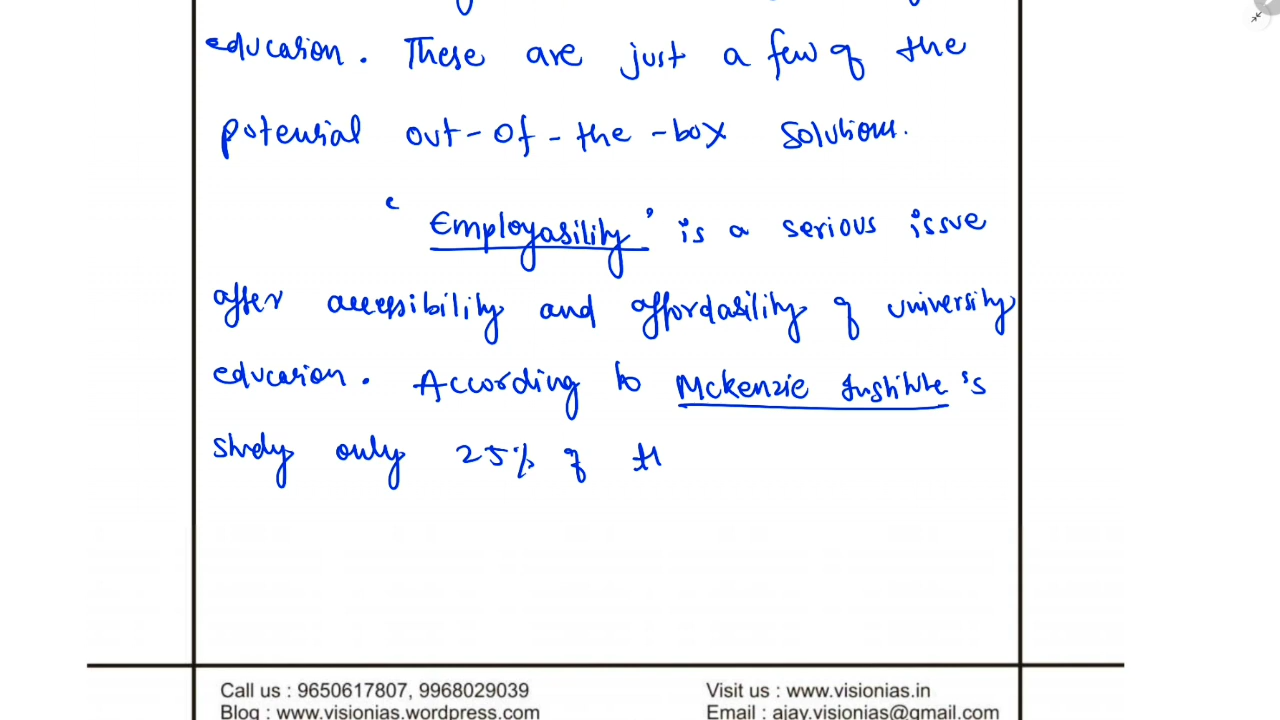 education. These are just a few of the
potential out-of-the-box solutions.
'Employability' is a serious issue
after accessibility and affordability of university
education. According to Mckenzie Institute's
study only 25% of th
Call us : 9650617807, 9968029039
Visit us : www.visionias.in
Blog : www.visionias.wordpress.com
Email : ajay.visionias@gmail.com